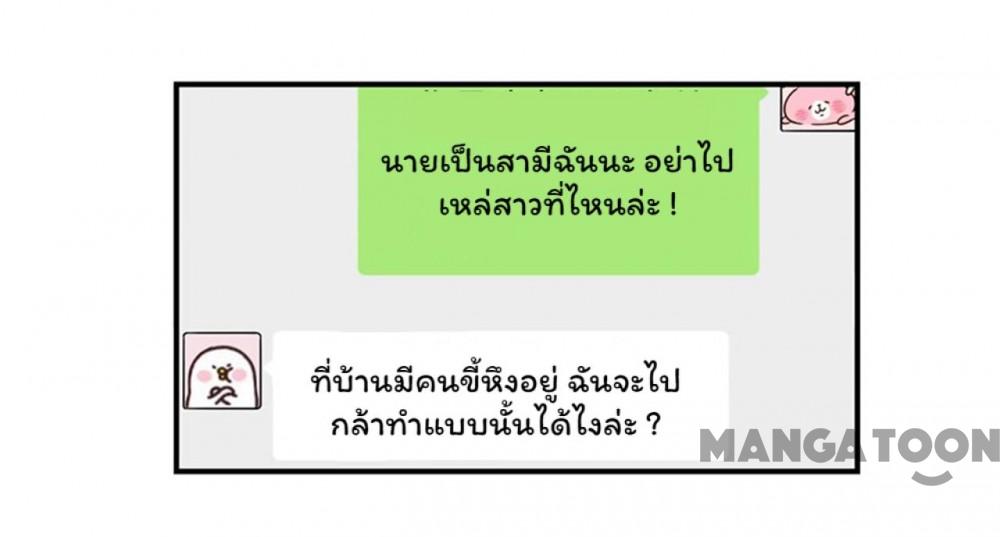 นายเป็นสามีฉันนะ อย่าไป
เหล่สาวที่ไหนล่ะ !
ที่บ้านมีคนขี้หึงอยู่ ฉันจะไป
กล้าทำแบบนั้นได้ไงล่ะ ?
MANGATOON